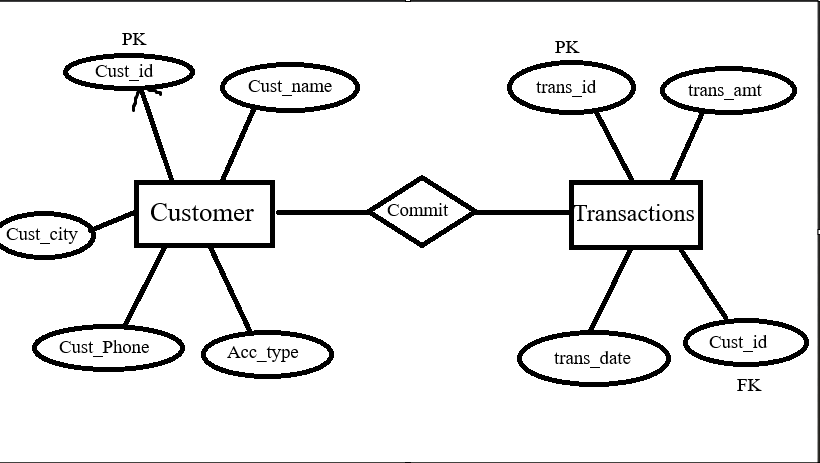 PK
Cust_id
Cust_name
Customer
Cust_city
Cust_Phone
Acc_type
Commit
PK
trans_id
trans_amt
Transactions
trans_date
Cust_id
FK